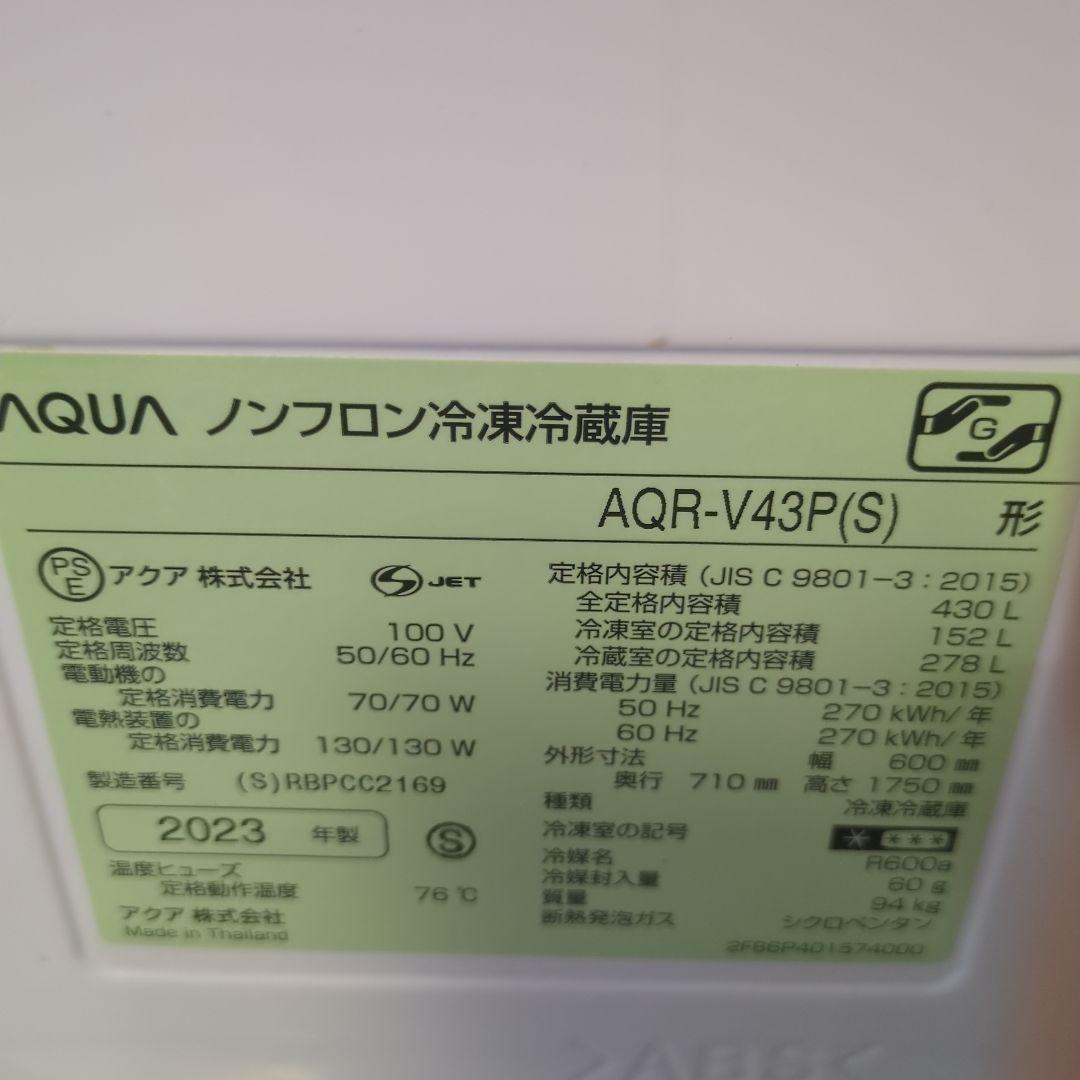 AQUA ノンフロン冷凍冷蔵庫
G
AQR-V43P(S) 形
PS
E
アクア 株式会社
S JET
定格電圧 100 V
定格周波数 50/60 Hz
電動機の
定格消費電力 70/70 W
電熱装置の
定格消費電力 130/130 W
製造番号 (S)RBPCC2169
2023 年製 S
温度ヒューズ
定格動作温度 76 ℃
アクア 株式会社
Made in Thailand
定格内容積 (JIS C 9801-3:2015)
全定格内容積 430 L
冷凍室の定格内容積 152 L
冷蔵室の定格内容積 278 L
消費電力量 (JIS C 9801-3:2015)
50 Hz 270 kWh/年
60 Hz 270 kWh/年
外形寸法 幅 600 ㎜
奥行 710 ㎜ 高さ 1750 ㎜
種類 冷凍冷蔵庫
冷凍室の記号 * ***
冷媒名 R600a
冷媒封入量 60 g
質量 94 kg
断熱発泡ガス シクロペンタン
2F86P401574000
>ABS<